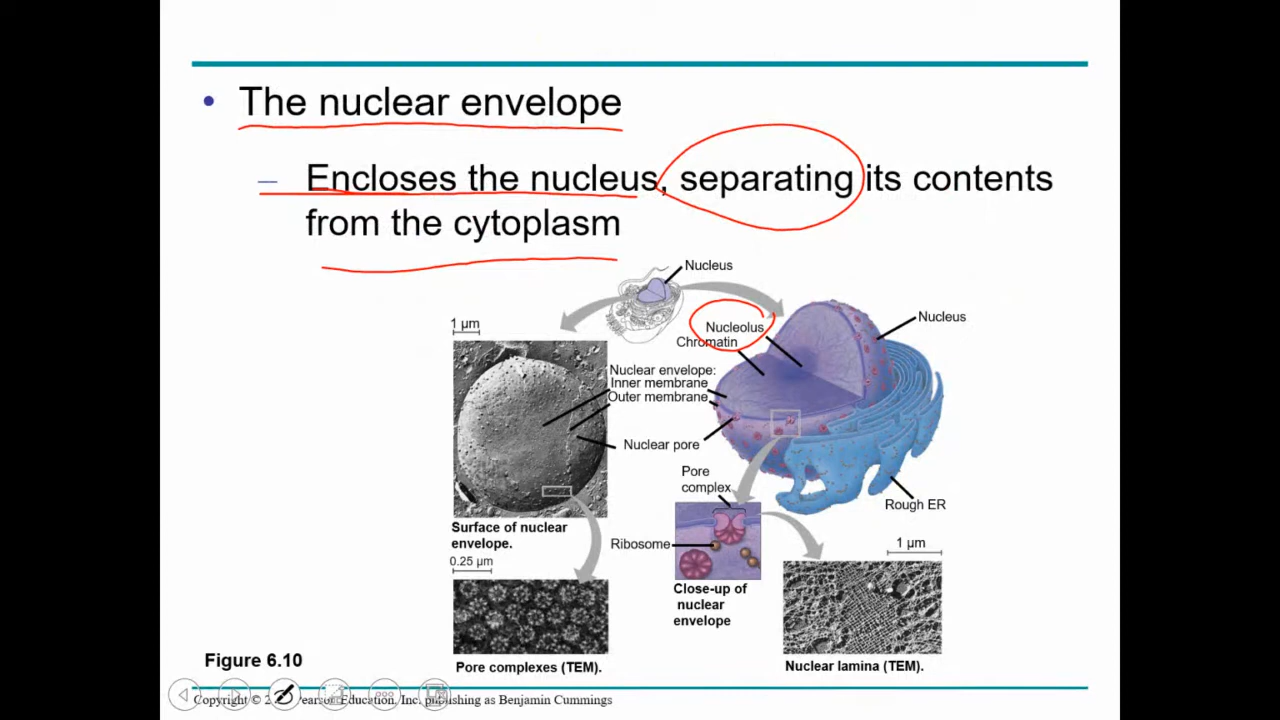 • The nuclear envelope
– Encloses the nucleus, separating its contents
from the cytoplasm
Nucleus
1 µm
Nucleolus
Chromatin
Nucleus
Nuclear envelope:
Inner membrane
Outer membrane
Nuclear pore
Pore
complex
Rough ER
Surface of nuclear
envelope.
Ribosome
1 µm
0.25 µm
Close-up of
nuclear
envelope
Figure 6.10
Pore complexes (TEM).
Nuclear lamina (TEM).
Copyright © Education, Inc. publishing as Benjamin Cummings